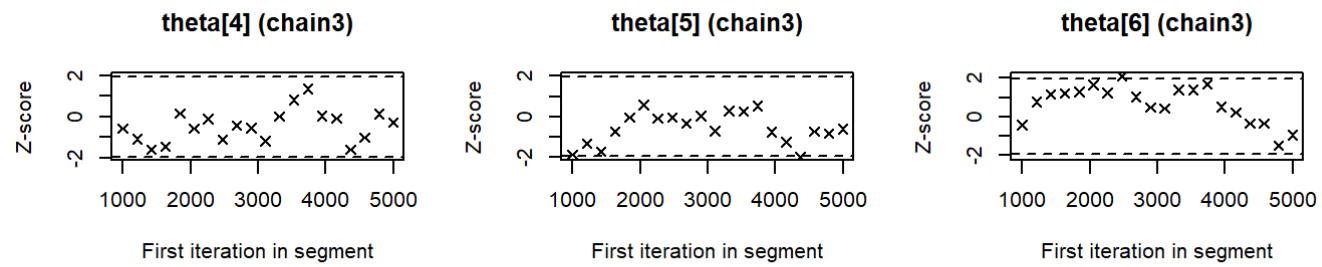 theta[4] (chain3)
Z-score
2
0
-2
1000 2000 3000 4000 5000
First iteration in segment
theta[5] (chain3)
Z-score
2
0
-2
1000 2000 3000 4000 5000
First iteration in segment
theta[6] (chain3)
Z-score
2
0
-2
1000 2000 3000 4000 5000
First iteration in segment